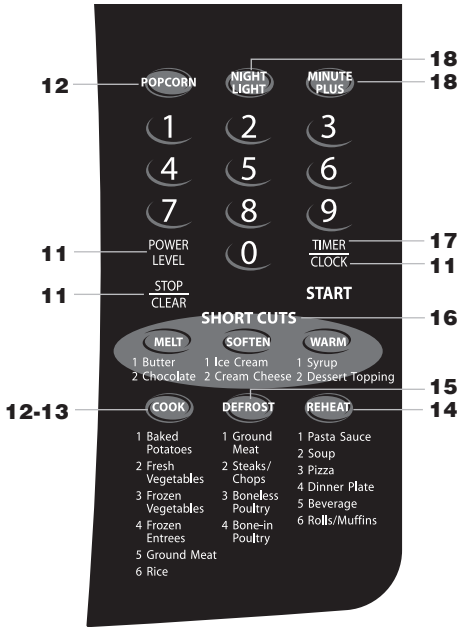 18
NIGHT LIGHT
MINUTE PLUS
18
12
POPCORN
1 2 3
4 5 6
7 8 9
11
POWER LEVEL
0
TIMER
17
CLOCK
11
11
STOP
CLEAR
START
SHORT CUTS
16
MELT
1 Butter
2 Chocolate
SOFTEN
1 Ice Cream
2 Cream Cheese
WARM
1 Syrup
2 Dessert Topping
12-13
COOK
15
DEFROST
REHEAT
14
1 Baked
Potatoes
2 Fresh
Vegetables
3 Frozen
Vegetables
4 Frozen
Entrees
5 Ground Meat
6 Rice
1 Ground
Meat
2 Steaks/
Chops
3 Boneless
Poultry
4 Bone-in
Poultry
1 Pasta Sauce
2 Soup
3 Pizza
4 Dinner Plate
5 Beverage
6 Rolls/Muffins